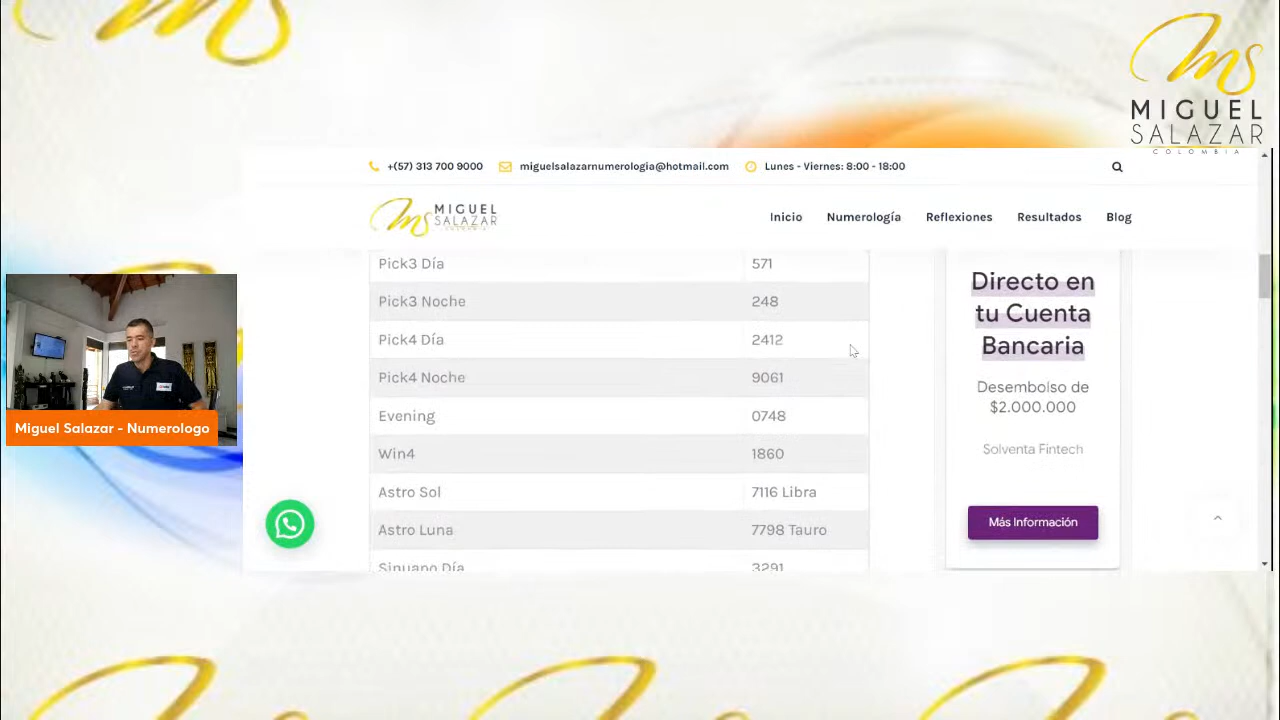 MIGUEL
SALAZAR
COLOMBIA
+(57) 313 700 9000
miguelsalazarnumerologia@hotmail.com
Lunes - Viernes: 8:00 - 18:00
MIGUEL
SALAZAR
COLOMBIA
Inicio
Numerología
Reflexiones
Resultados
Blog
Pick3 Día 571
Pick3 Noche 248
Pick4 Día 2412
Pick4 Noche 9061
Evening 0748
Win4 1860
Astro Sol 7116 Libra
Astro Luna 7798 Tauro
Sinuano Día 3291
Directo en
tu Cuenta
Bancaria
Desembolso de
$2.000.000
Solventa Fintech
Más Información
Miguel Salazar - Numerologo